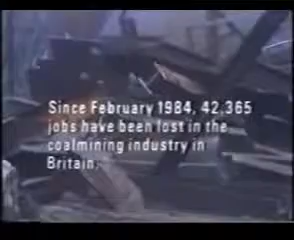 Since February 1984, 42,365
jobs have been lost in the
coalmining industry in
Britain.